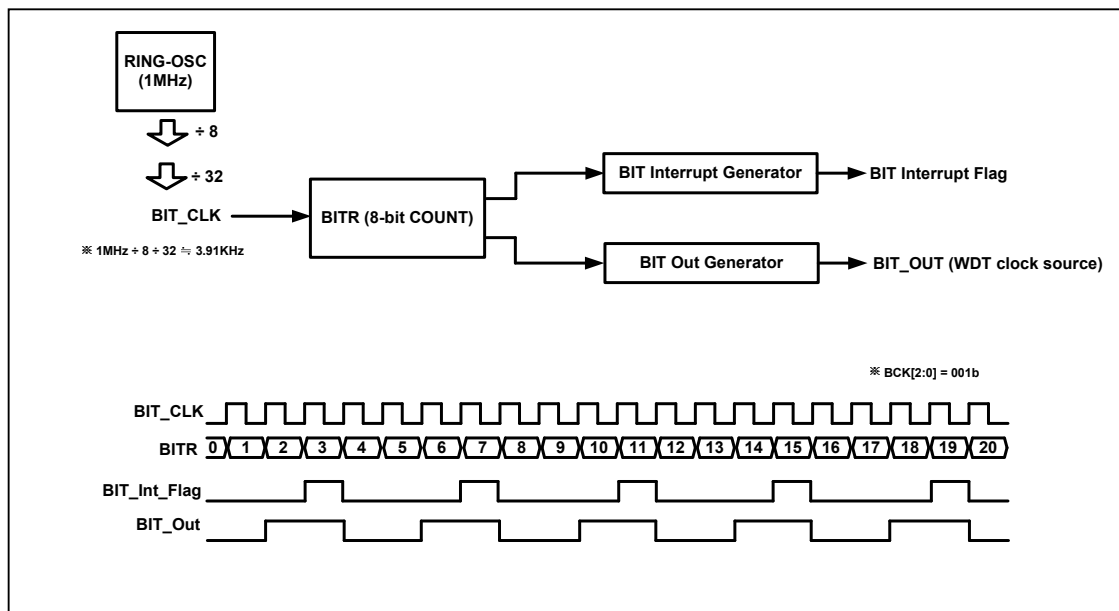 RING-OSC
(1MHz)
÷ 8
÷ 32
BIT_CLK
※ 1MHz ÷ 8 ÷ 32 ≒ 3.91KHz
BITR (8-bit COUNT)
BIT Interrupt Generator
BIT Interrupt Flag
BIT Out Generator
BIT_OUT (WDT clock source)
※ BCK[2:0] = 001b
BIT_CLK
BITR 0 1 2 3 4 5 6 7 8 9 10 11 12 13 14 15 16 17 18 19 20
BIT_Int_Flag
BIT_Out